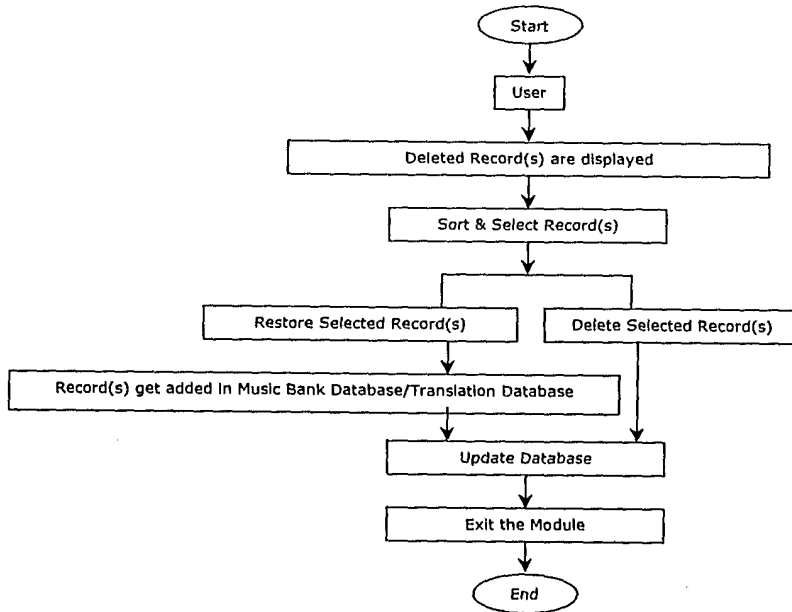 Start
User
Deleted Record(s) are displayed
Sort & Select Record(s)
Restore Selected Record(s)
Delete Selected Record(s)
Record(s) get added in Music Bank Database/Translation Database
Update Database
Exit the Module
End